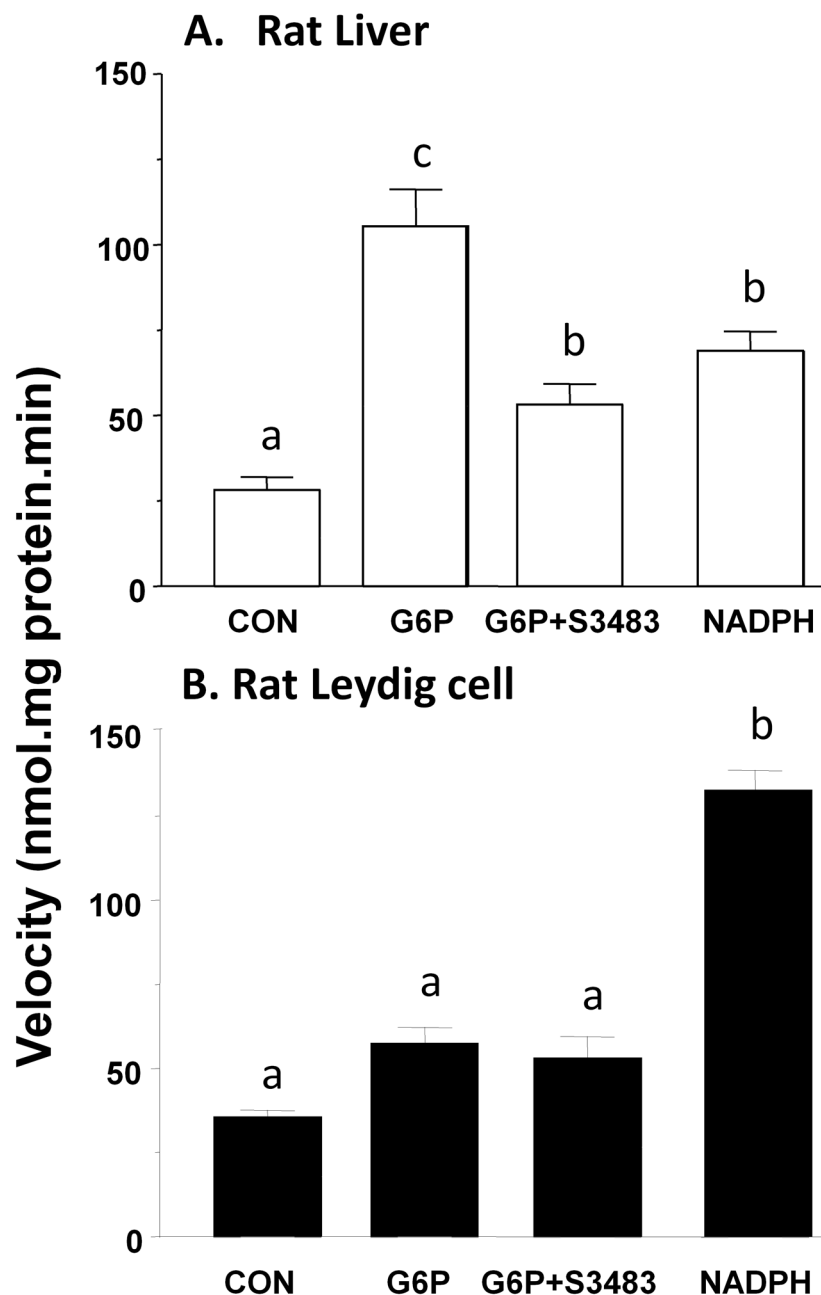 A. Rat Liver
150
c
100
b
b
50
a
0
CON G6P G6P+S3483 NADPH
Velocity (nmol.mg protein.min)
B. Rat Leydig cell
150
b
100
a
a
a
50
0
CON G6P G6P+S3483 NADPH